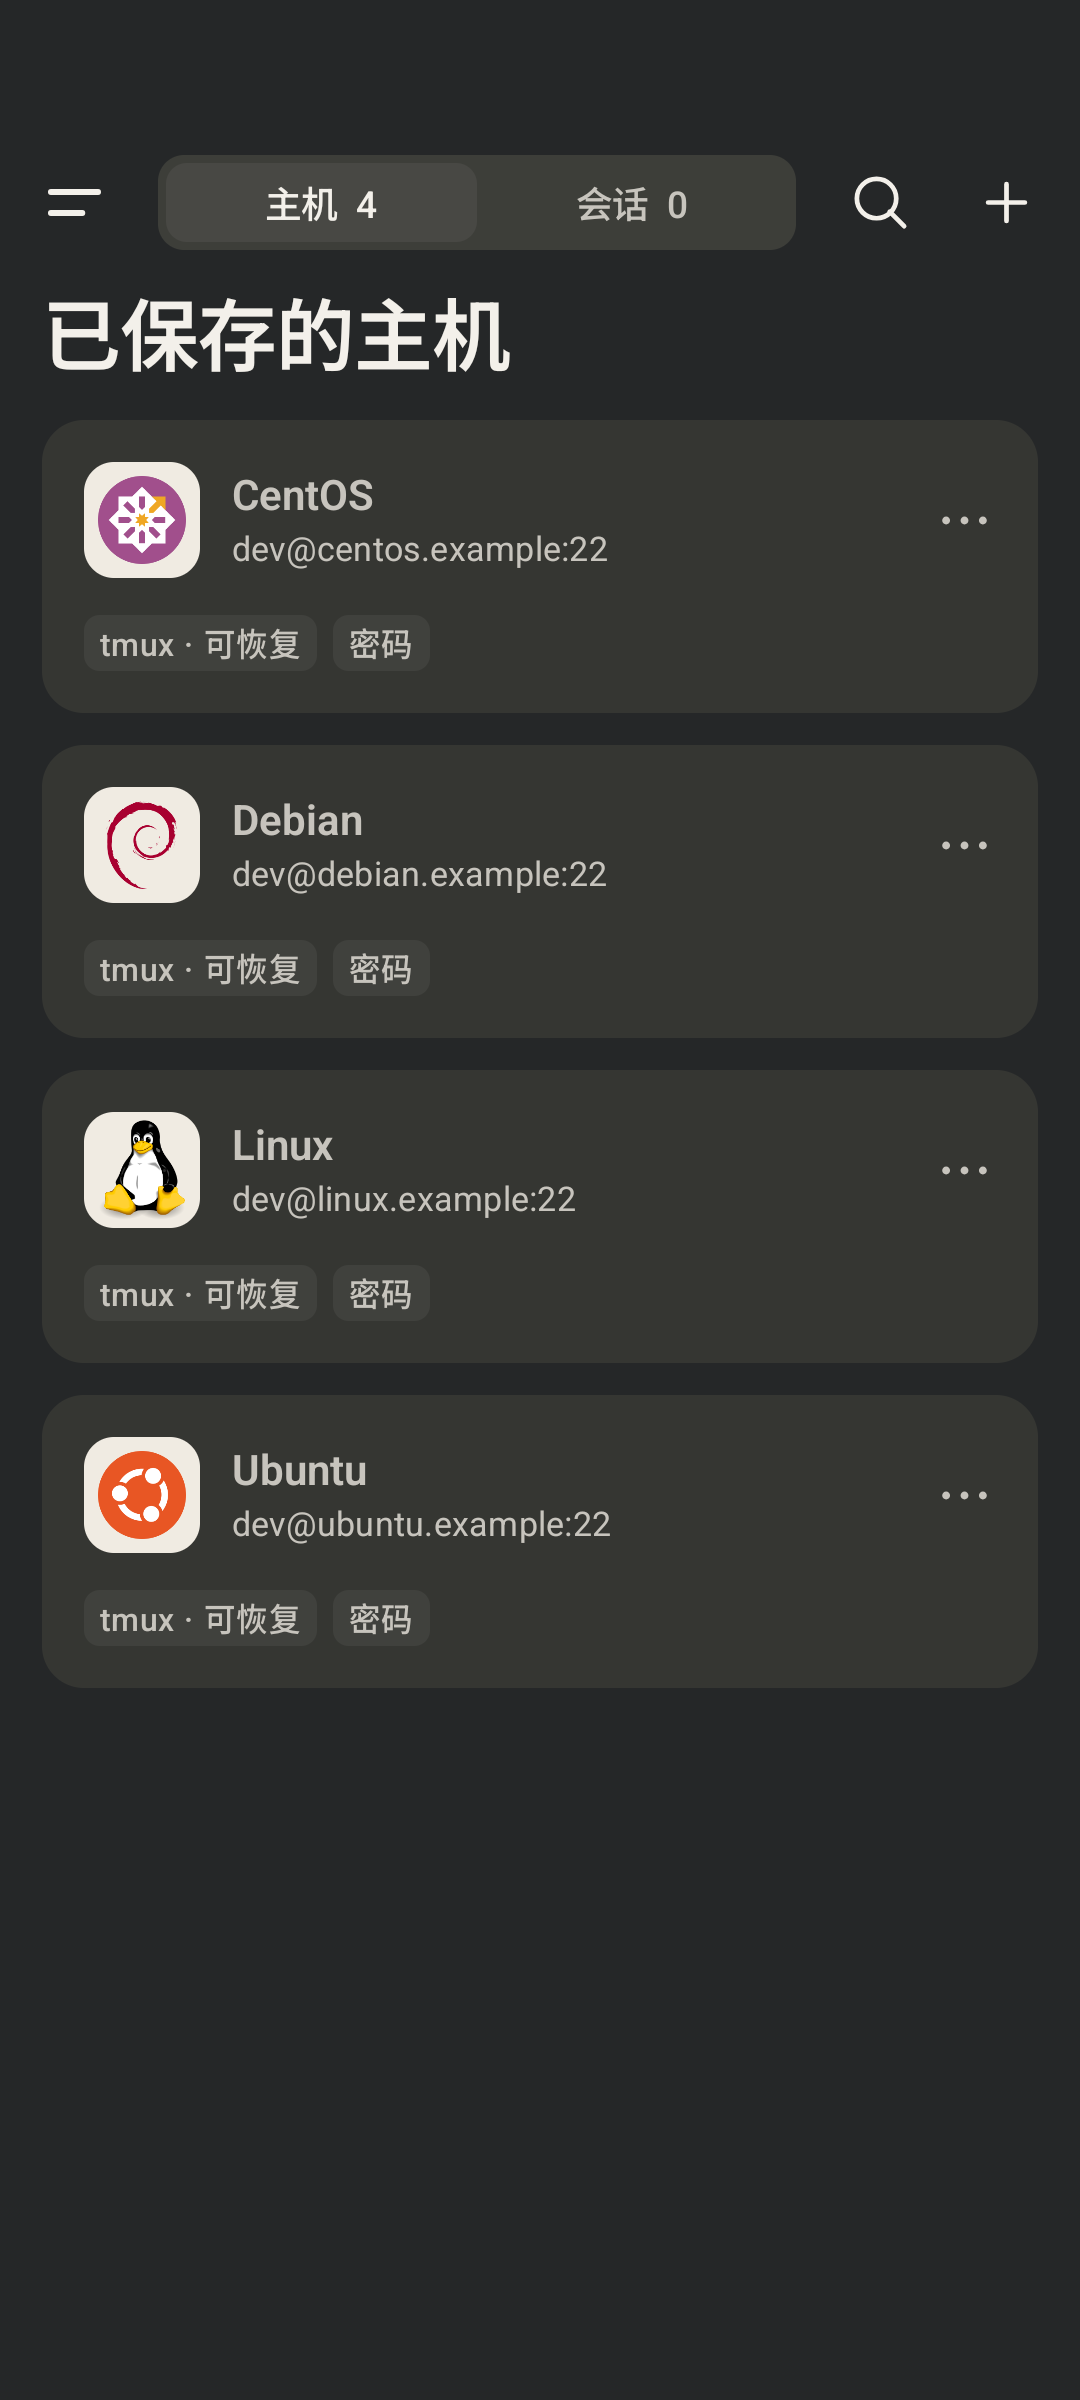 主机 4
会话 0
已保存的主机
CentOS
dev@centos.example:22
tmux · 可恢复
密码
Debian
dev@debian.example:22
tmux · 可恢复
密码
Linux
dev@linux.example:22
tmux · 可恢复
密码
Ubuntu
dev@ubuntu.example:22
tmux · 可恢复
密码